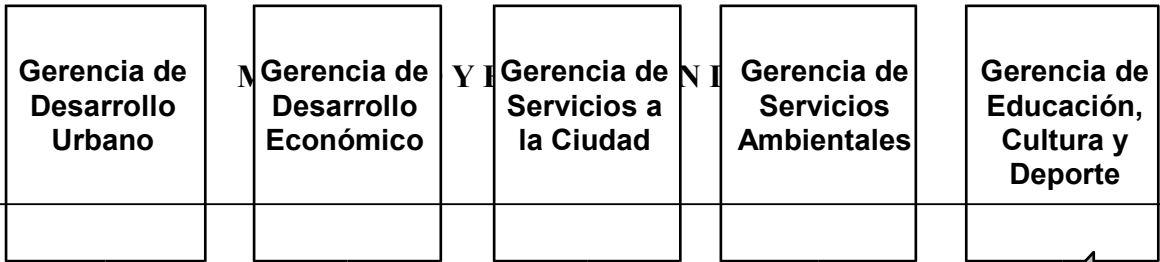 Gerencia de
Desarrollo
Urbano
Gerencia de
Desarrollo
Económico
Gerencia de
Servicios a
la Ciudad
Gerencia de
Servicios
Ambientales
Gerencia de
Educación,
Cultura y
Deporte